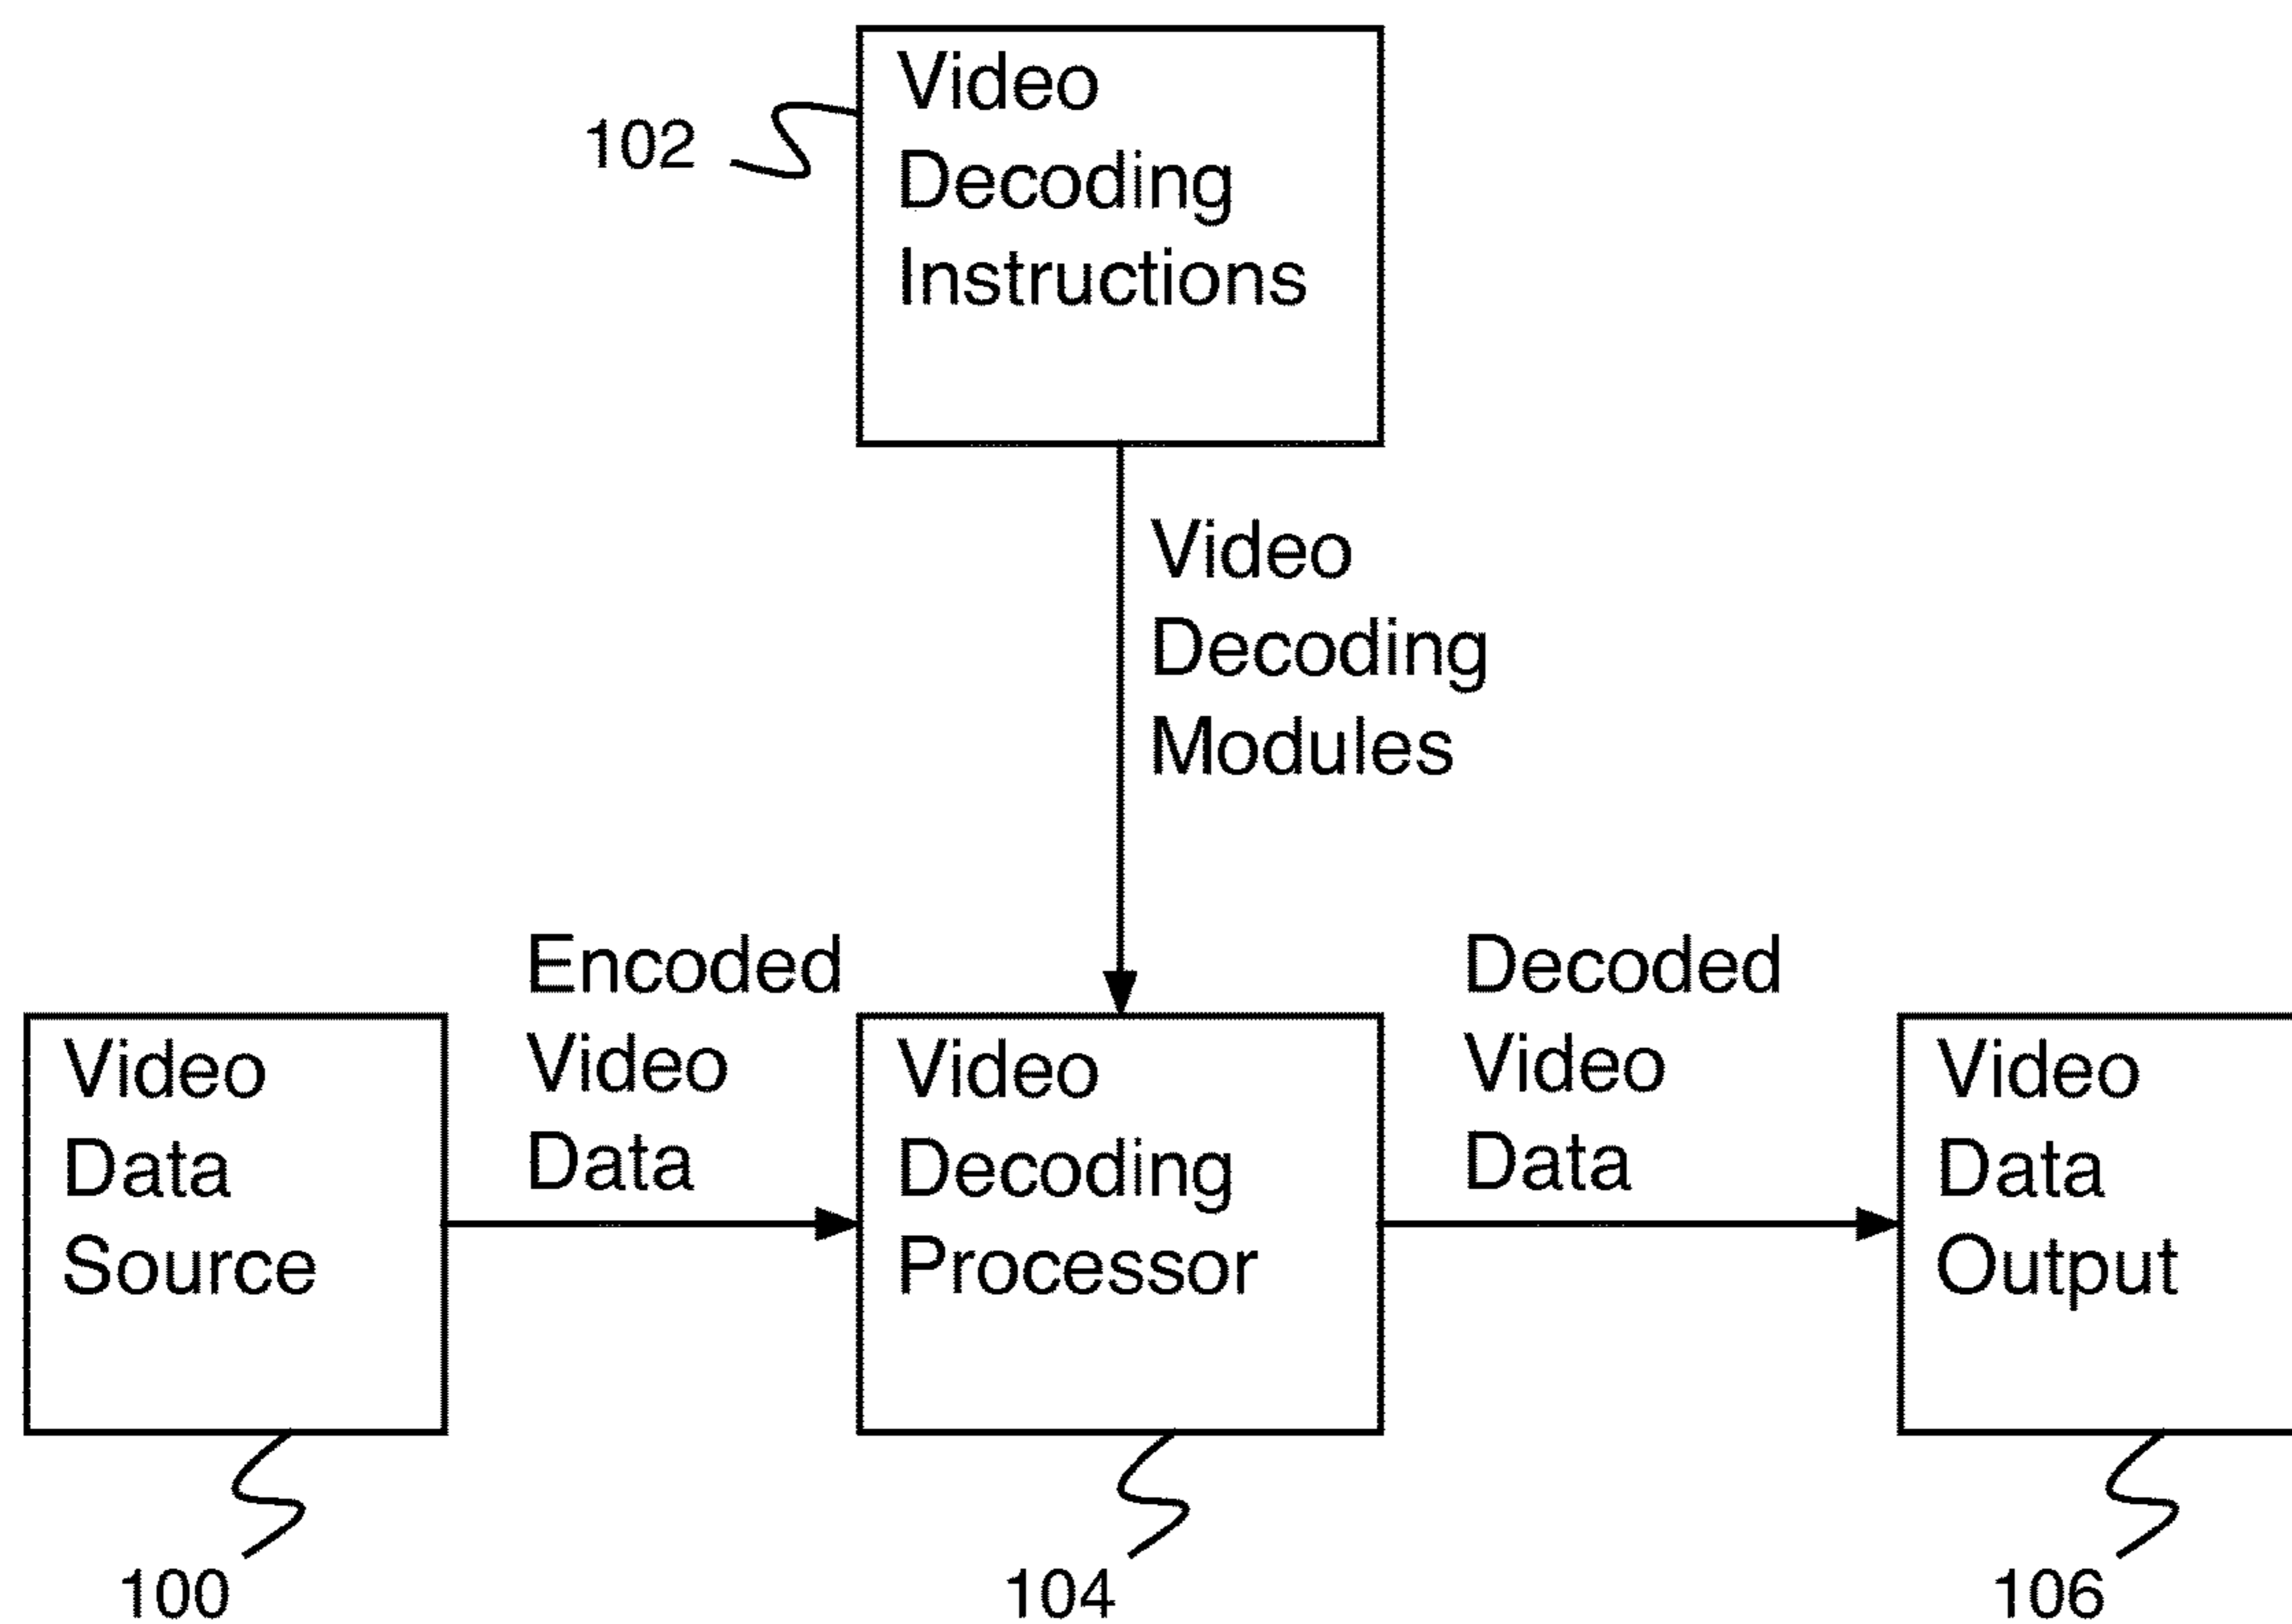 Video
Decoding
Instructions
102
Video
Decoding
Modules
Encoded
Video
Data
Decoded
Video
Data
Video
Data
Source
Video
Decoding
Processor
Video
Data
Output
100
104
106